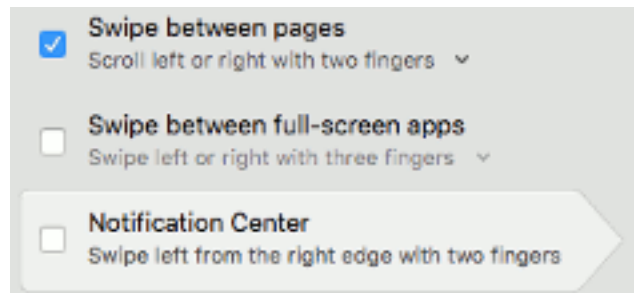 Swipe between pages
Scroll left or right with two fingers
Swipe between full-screen apps
Swipe left or right with three fingers
Notification Center
Swipe left from the right edge with two fingers